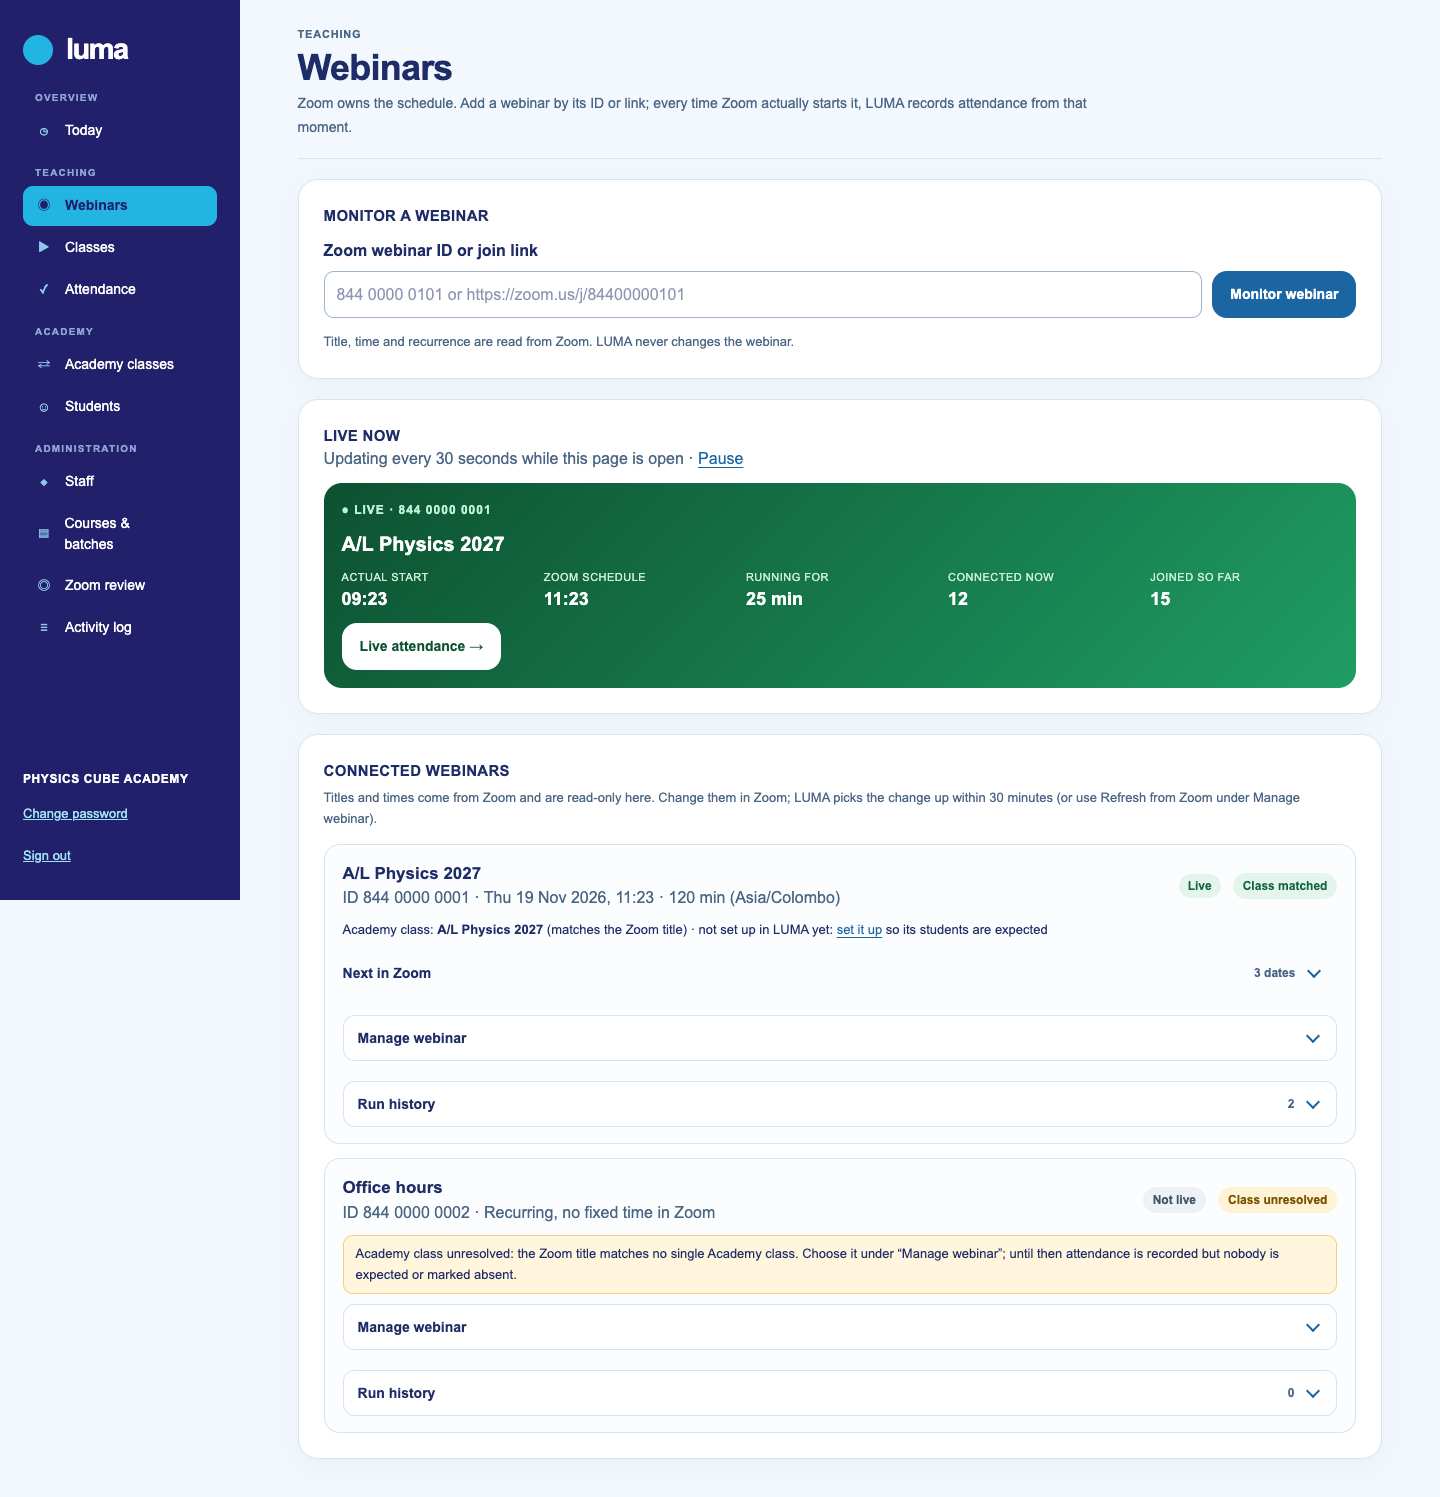 luma
OVERVIEW
Today
TEACHING
Webinars
Classes
Attendance
ACADEMY
Academy classes
Students
ADMINISTRATION
Staff
Courses &
batches
Zoom review
Activity log
PHYSICS CUBE ACADEMY
Change password
Sign out
TEACHING
Webinars
Zoom owns the schedule. Add a webinar by its ID or link; every time Zoom actually starts it, LUMA records attendance from that
moment.
MONITOR A WEBINAR
Zoom webinar ID or join link
844 0000 0101 or https://zoom.us/j/84400000101
Monitor webinar
Title, time and recurrence are read from Zoom. LUMA never changes the webinar.
LIVE NOW
Updating every 30 seconds while this page is open · Pause
● LIVE · 844 0000 0001
A/L Physics 2027
ACTUAL START ZOOM SCHEDULE RUNNING FOR CONNECTED NOW JOINED SO FAR
09:23 11:23 25 min 12 15
Live attendance →
CONNECTED WEBINARS
Titles and times come from Zoom and are read-only here. Change them in Zoom; LUMA picks the change up within 30 minutes (or use Refresh from Zoom under Manage
webinar).
A/L Physics 2027
ID 844 0000 0001 · Thu 19 Nov 2026, 11:23 · 120 min (Asia/Colombo)
Live Class matched
Academy class: A/L Physics 2027 (matches the Zoom title) · not set up in LUMA yet: set it up so its students are expected
Next in Zoom 3 dates
Manage webinar
Run history 2
Office hours
ID 844 0000 0002 · Recurring, no fixed time in Zoom
Not live Class unresolved
Academy class unresolved: the Zoom title matches no single Academy class. Choose it under “Manage webinar”; until then attendance is recorded but nobody is
expected or marked absent.
Manage webinar
Run history 0